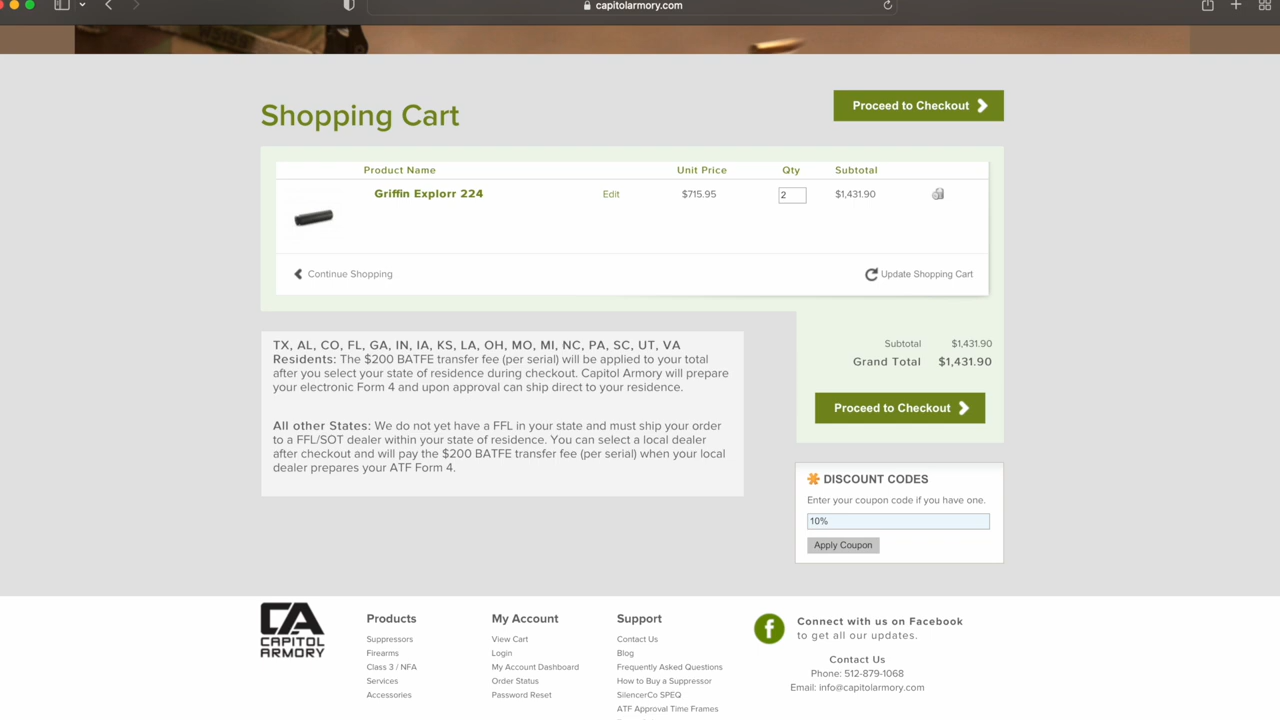 capitolarmory.com
Shopping Cart
Proceed to Checkout
Product Name Unit Price Qty Subtotal
Griffin Explorr 224 Edit $715.95 2 $1,431.90
Continue Shopping Update Shopping Cart
TX, AL, CO, FL, GA, IN, IA, KS, LA, OH, MO, MI, NC, PA, SC, UT, VA
Residents: The $200 BATFE transfer fee (per serial) will be applied to your total
after you select your state of residence during checkout. Capitol Armory will prepare
your electronic Form 4 and upon approval can ship direct to your residence.
All other States: We do not yet have a FFL in your state and must ship your order
to a FFL/SOT dealer within your state of residence. You can select a local dealer
after checkout and will pay the $200 BATFE transfer fee (per serial) when your local
dealer prepares your ATF Form 4.
Subtotal $1,431.90
Grand Total $1,431.90
Proceed to Checkout
DISCOUNT CODES
Enter your coupon code if you have one.
10%
Apply Coupon
CA
CAPITOL
ARMORY
Products
Suppressors
Firearms
Class 3 / NFA
Services
Accessories
My Account
View Cart
Login
My Account Dashboard
Order Status
Password Reset
Support
Contact Us
Blog
Frequently Asked Questions
How to Buy a Suppressor
SilencerCo SPEQ
ATF Approval Time Frames
f
Connect with us on Facebook
to get all our updates.
Contact Us
Phone: 512-879-1068
Email: info@capitolarmory.com